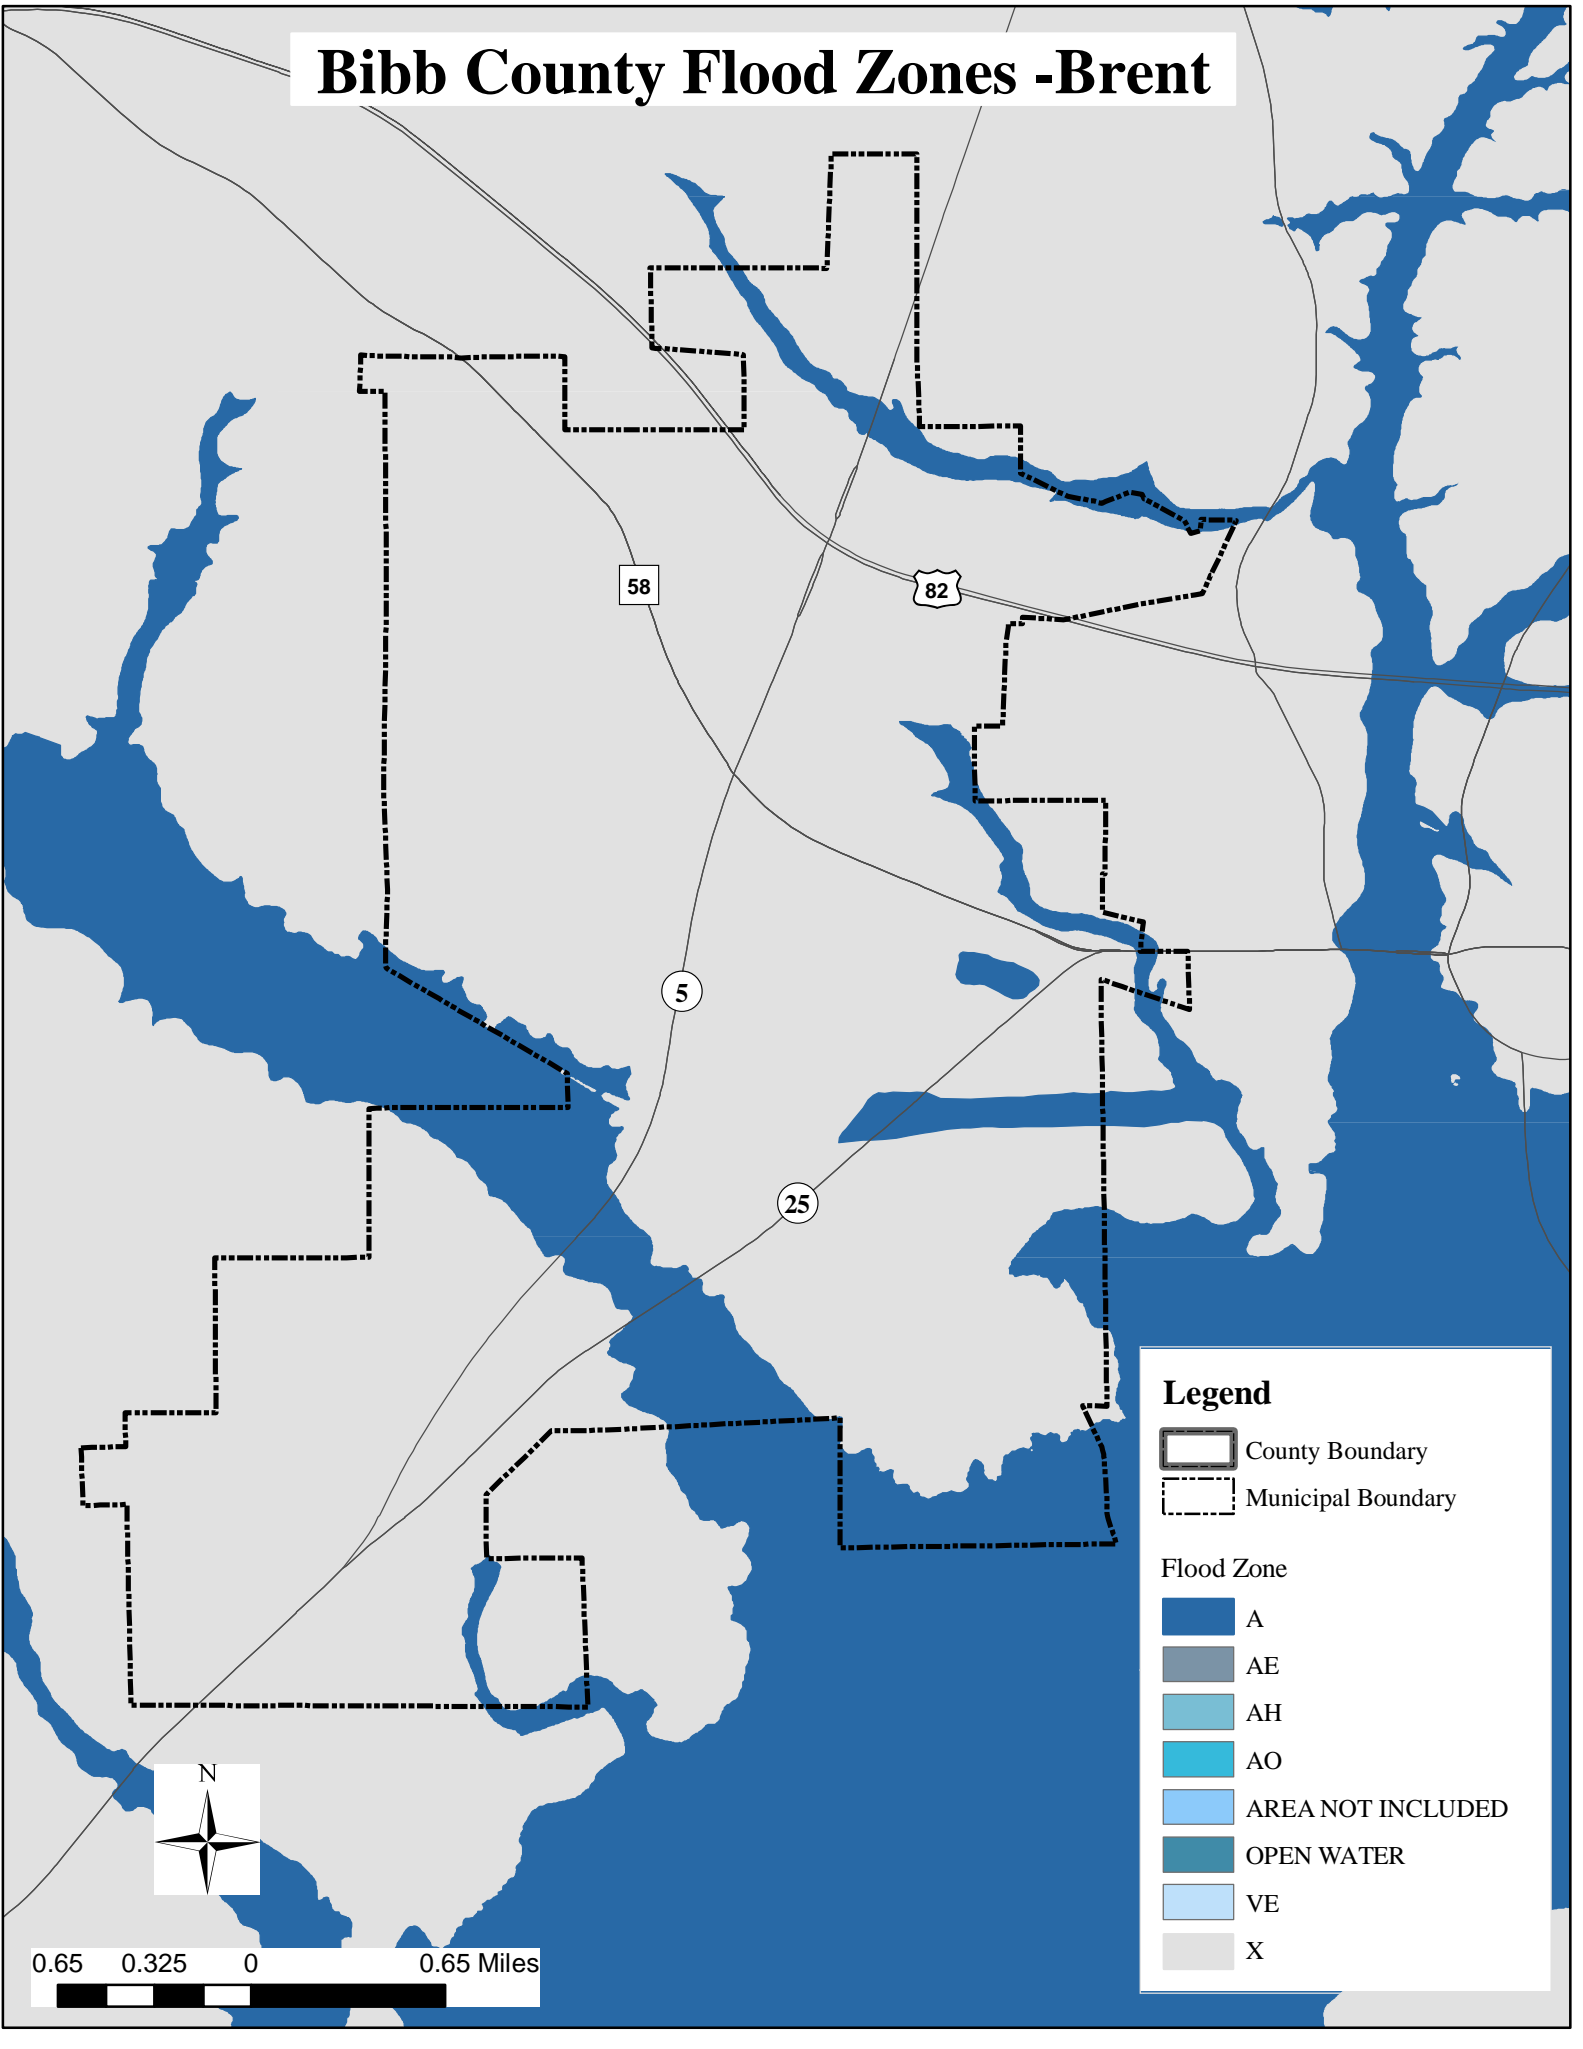 Bibb County Flood Zones -Brent
58
82
5
25
Legend
County Boundary
Municipal Boundary
Flood Zone
A
AE
AH
AO
AREA NOT INCLUDED
OPEN WATER
VE
X
N
0.65 0.325 0 0.65 Miles